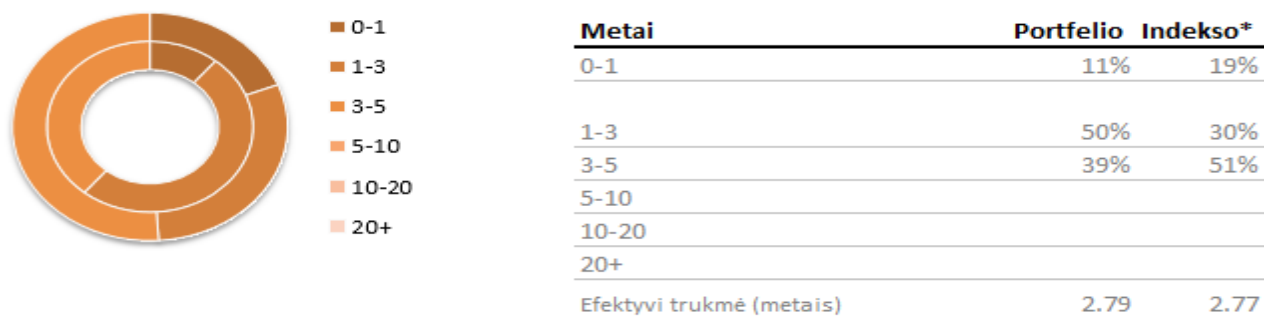 0-1
1-3
3-5
5-10
10-20
20+
Metai Portfelio Indekso*
0-1 11% 19%
1-3 50% 30%
3-5 39% 51%
5-10
10-20
20+
Efektyvi trukmė (metais) 2.79 2.77